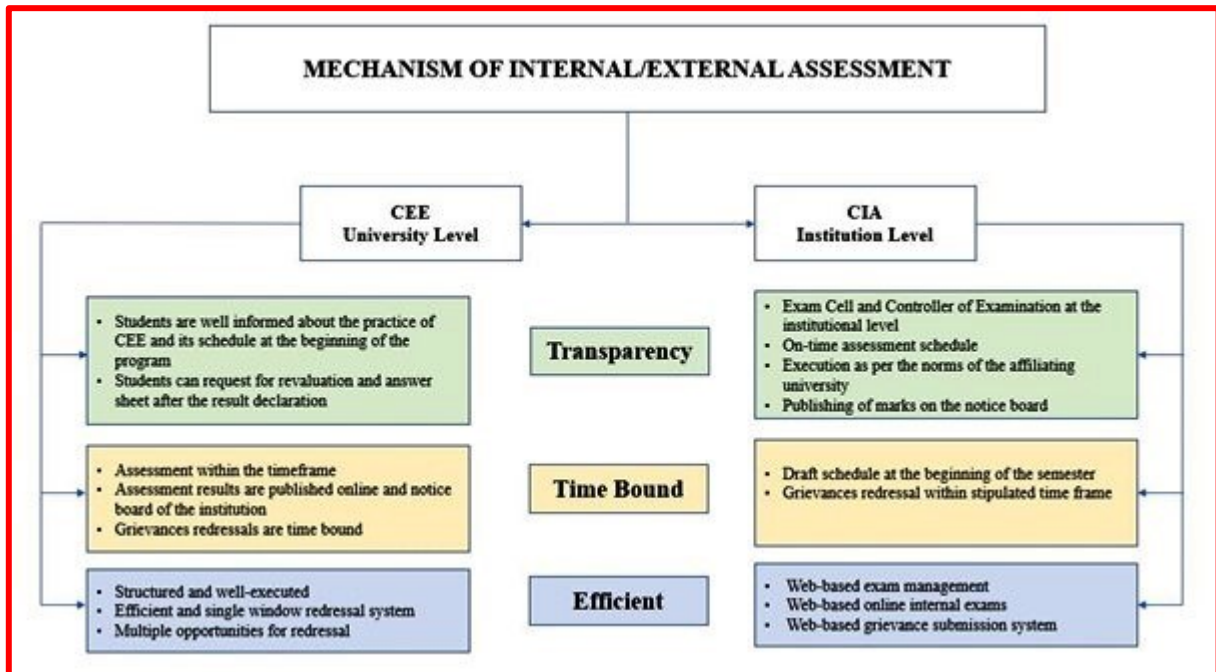 MECHANISM OF INTERNAL/EXTERNAL ASSESSMENT
CEE
University Level
CIA
Institution Level
• Students are well informed about the practice of
CEE and its schedule at the beginning of the
program
• Students can request for revaluation and answer
sheet after the result declaration
Transparency
• Exam Cell and Controller of Examination at the
institutional level
• On-time assessment schedule
• Execution as per the norms of the affiliating
university
• Publishing of marks on the notice board
• Assessment within the timeframe
• Assessment results are published online and notice
board of the institution
• Grievances redressals are time bound
Time Bound
• Draft schedule at the beginning of the semester
• Grievances redressal within stipulated time frame
• Structured and well-executed
• Efficient and single window redressal system
• Multiple opportunities for redressal
Efficient
• Web-based exam management
• Web-based online internal exams
• Web-based grievance submission system